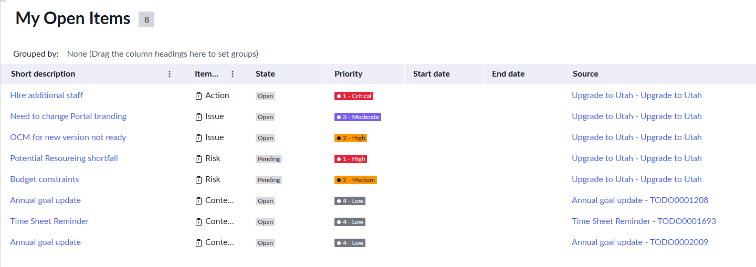 My Open Items 8
Grouped by: None (Drag the column headings here to set groups)
Short description Item... State Priority Start date End date Source
HIre additional staff Action Open 1 - Critical Upgrade to Utah - Upgrade to Utah
Need to change Portal branding Issue Open 3 - Moderate Upgrade to Utah - Upgrade to Utah
OCM for new version not ready Issue Open 2 - High Upgrade to Utah - Upgrade to Utah
Potential Resoureing shortfall Risk Pending 1 - High Upgrade to Utah - Upgrade to Utah
Budget constraints Risk Pending 2 - Medium Upgrade to Utah - Upgrade to Utah
Annual goal update Conte... Open 4 - Low Annual goal update - TODO0001208
Time Sheet Reminder Conte... Open 4 - Low Time Sheet Reminder - TODO0001693
Annual goal update Conte... Open 4 - Low Annual goal update - TODO0002009